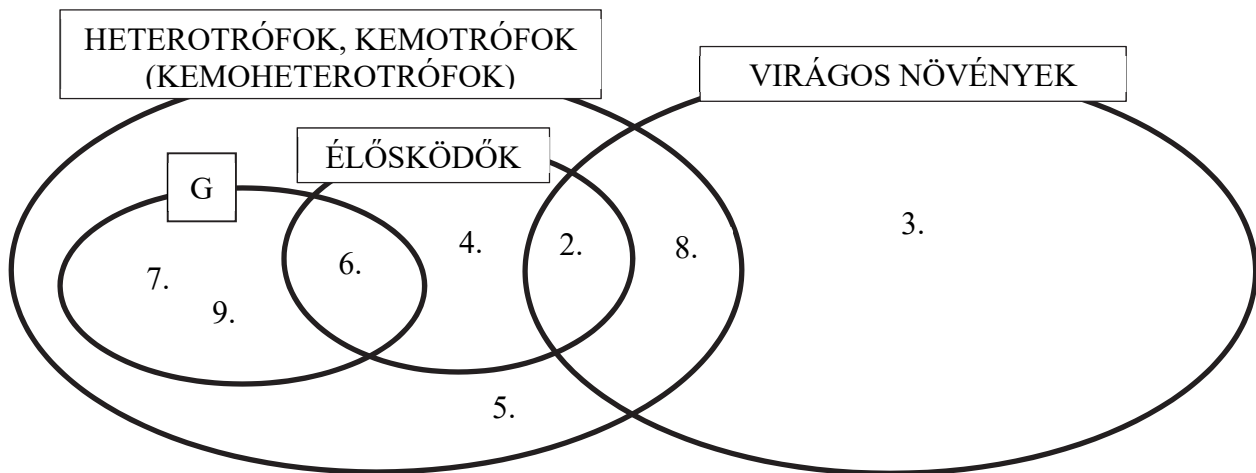 HETEROTRÓFOK, KEMOTRÓFOK
(KEMOHETEROTRÓFOK)
VIRÁGOS NÖVÉNYEK
ÉLŐSKÖDŐK
G
3.
4.
2.
8.
6.
7.
9.
5.